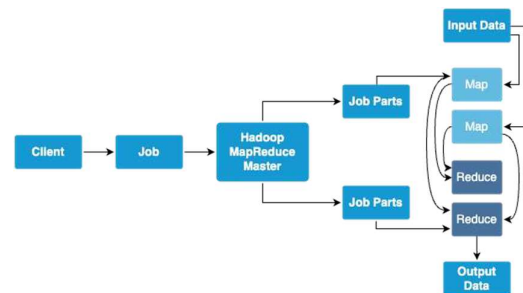 Client
Job
Hadoop
MapReduce
Master
Job Parts
Job Parts
Input Data
Map
Map
Reduce
Reduce
Output
Data